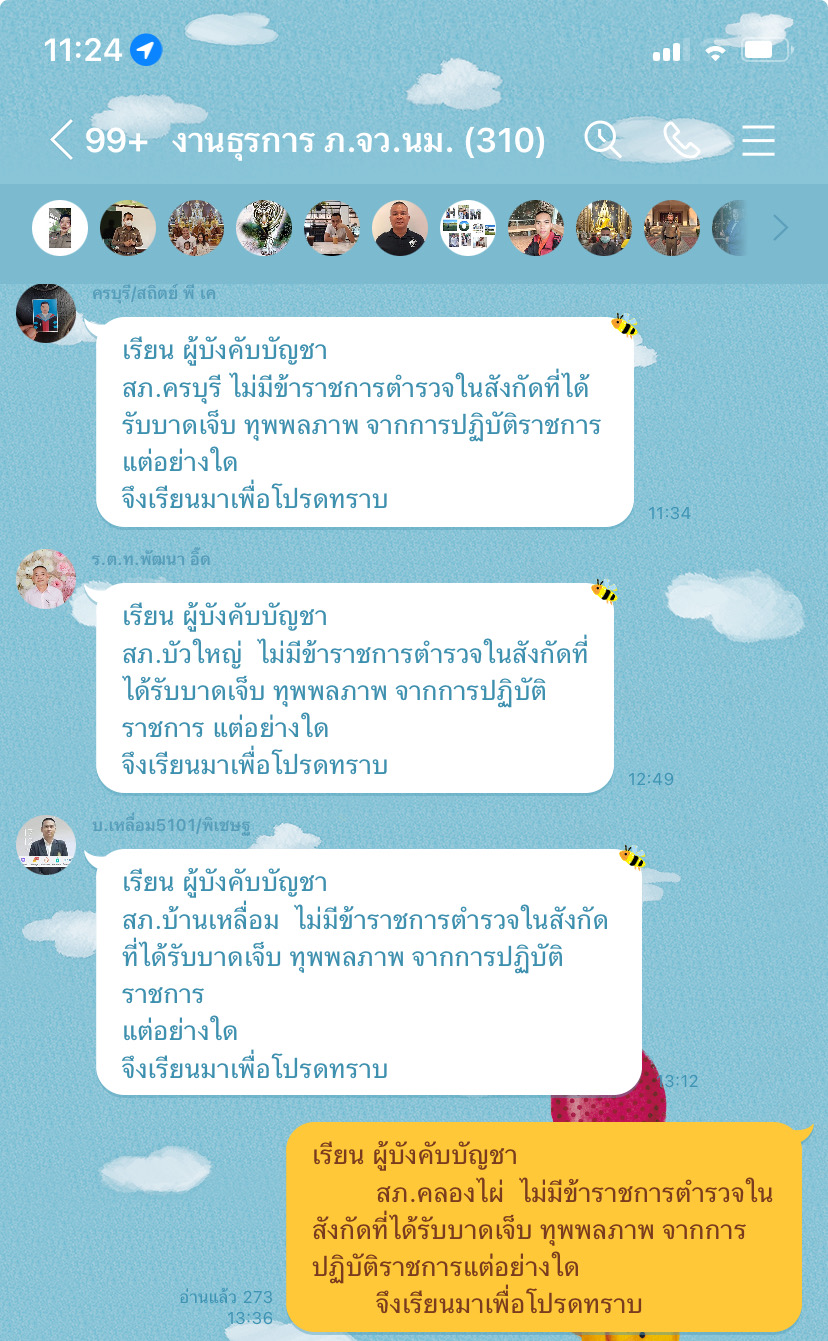 11:24
99+ งานธุรการ ภ.จว.นม. (310)
ครบุรี/สถิตย์ พี เค
เรียน ผู้บังคับบัญชา
สภ.ครบุรี ไม่มีข้าราชการตำรวจในสังกัดที่ได้
รับบาดเจ็บ ทุพพลภาพ จากการปฏิบัติราชการ
แต่อย่างใด
จึงเรียนมาเพื่อโปรดทราบ
11:34
ร.ต.ท.พัฒนา อิ๊ด
เรียน ผู้บังคับบัญชา
สภ.บัวใหญ่  ไม่มีข้าราชการตำรวจในสังกัดที่
ได้รับบาดเจ็บ ทุพพลภาพ จากการปฏิบัติ
ราชการ แต่อย่างใด
จึงเรียนมาเพื่อโปรดทราบ
12:49
บ.เหลื่อม5101/พิเชษฐ
เรียน ผู้บังคับบัญชา
สภ.บ้านเหลื่อม  ไม่มีข้าราชการตำรวจในสังกัด
ที่ได้รับบาดเจ็บ ทุพพลภาพ จากการปฏิบัติ
ราชการ
แต่อย่างใด
จึงเรียนมาเพื่อโปรดทราบ
13:12
เรียน ผู้บังคับบัญชา
สภ.คลองไผ่  ไม่มีข้าราชการตำรวจใน
สังกัดที่ได้รับบาดเจ็บ ทุพพลภาพ จากการ
ปฏิบัติราชการแต่อย่างใด
จึงเรียนมาเพื่อโปรดทราบ
อ่านแล้ว 273
13:36